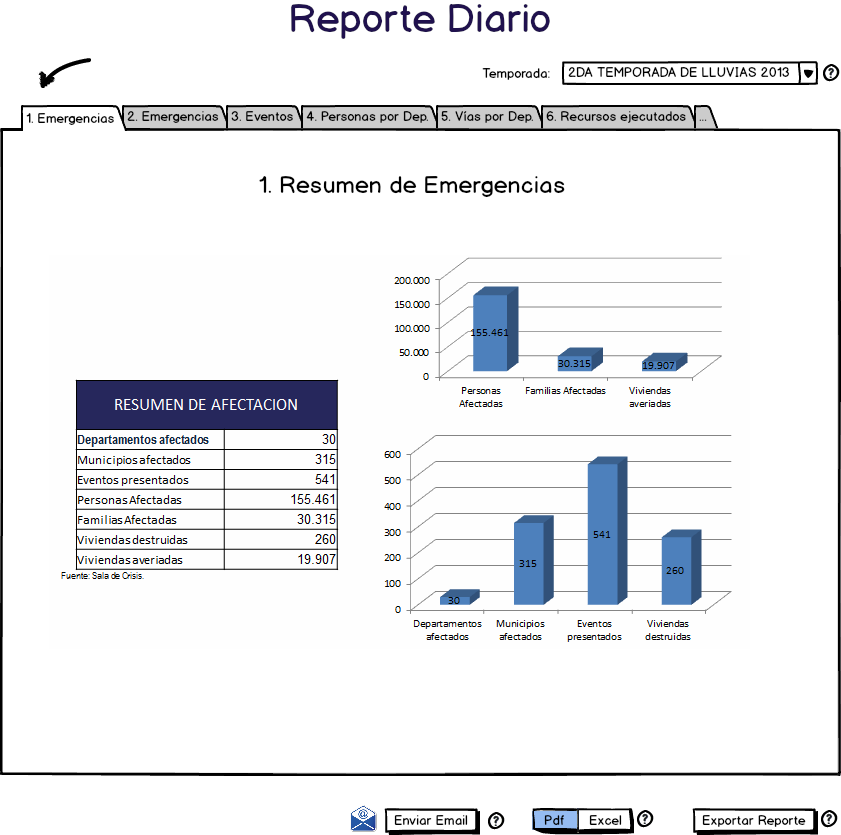 Reporte Diario
Temporada: 2DA TEMPORADA DE LLUVIAS 2013 ?
1. Emergencias 2. Emergencias 3. Eventos 4. Personas por Dep. 5. Vías por Dep. 6. Recursos ejecutados ...
1. Resumen de Emergencias
200.000
150.000
100.000
50.000
0
155.461
30.315
19.907
Personas
Afectadas
Familias Afectadas
Viviendas
averiadas
RESUMEN DE AFECTACION
Departamentos afectados 30
Municipios afectados 315
Eventos presentados 541
Personas Afectadas 155.461
Familias Afectadas 30.315
Viviendas destruidas 260
Viviendas averiadas 19.907
Fuente: Sala de Crisis.
600
500
400
300
200
100
0
30
315
541
260
Departamentos
afectados
Municipios
afectados
Eventos
presentados
Viviendas
destruidas
@ Enviar Email ? Pdf Excel ? Exportar Reporte ?